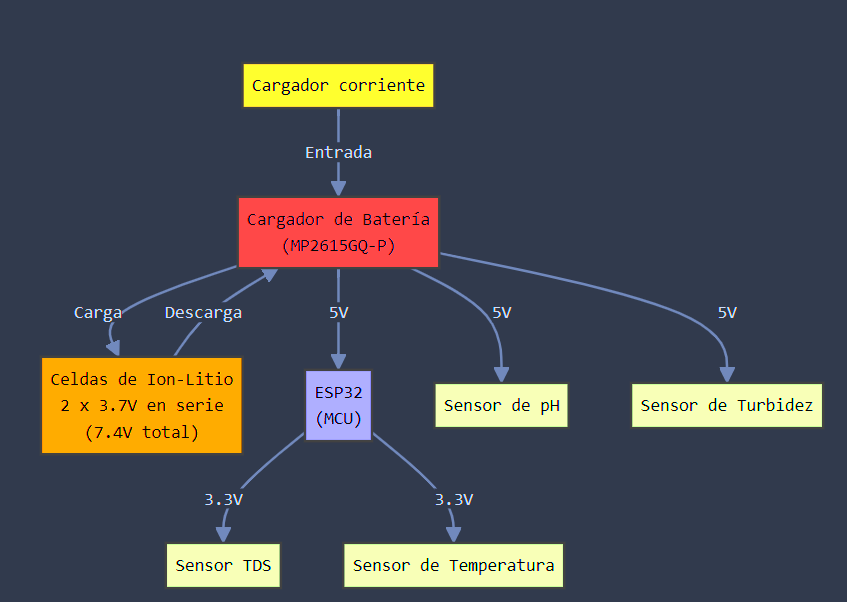 Cargador corriente
Entrada
Cargador de Batería
(MP2615GQ-P)
Carga
Descarga
5V
5V
5V
Celdas de Ion-Litio
2 x 3.7V en serie
(7.4V total)
ESP32
(MCU)
Sensor de pH
Sensor de Turbidez
3.3V
3.3V
Sensor TDS
Sensor de Temperatura